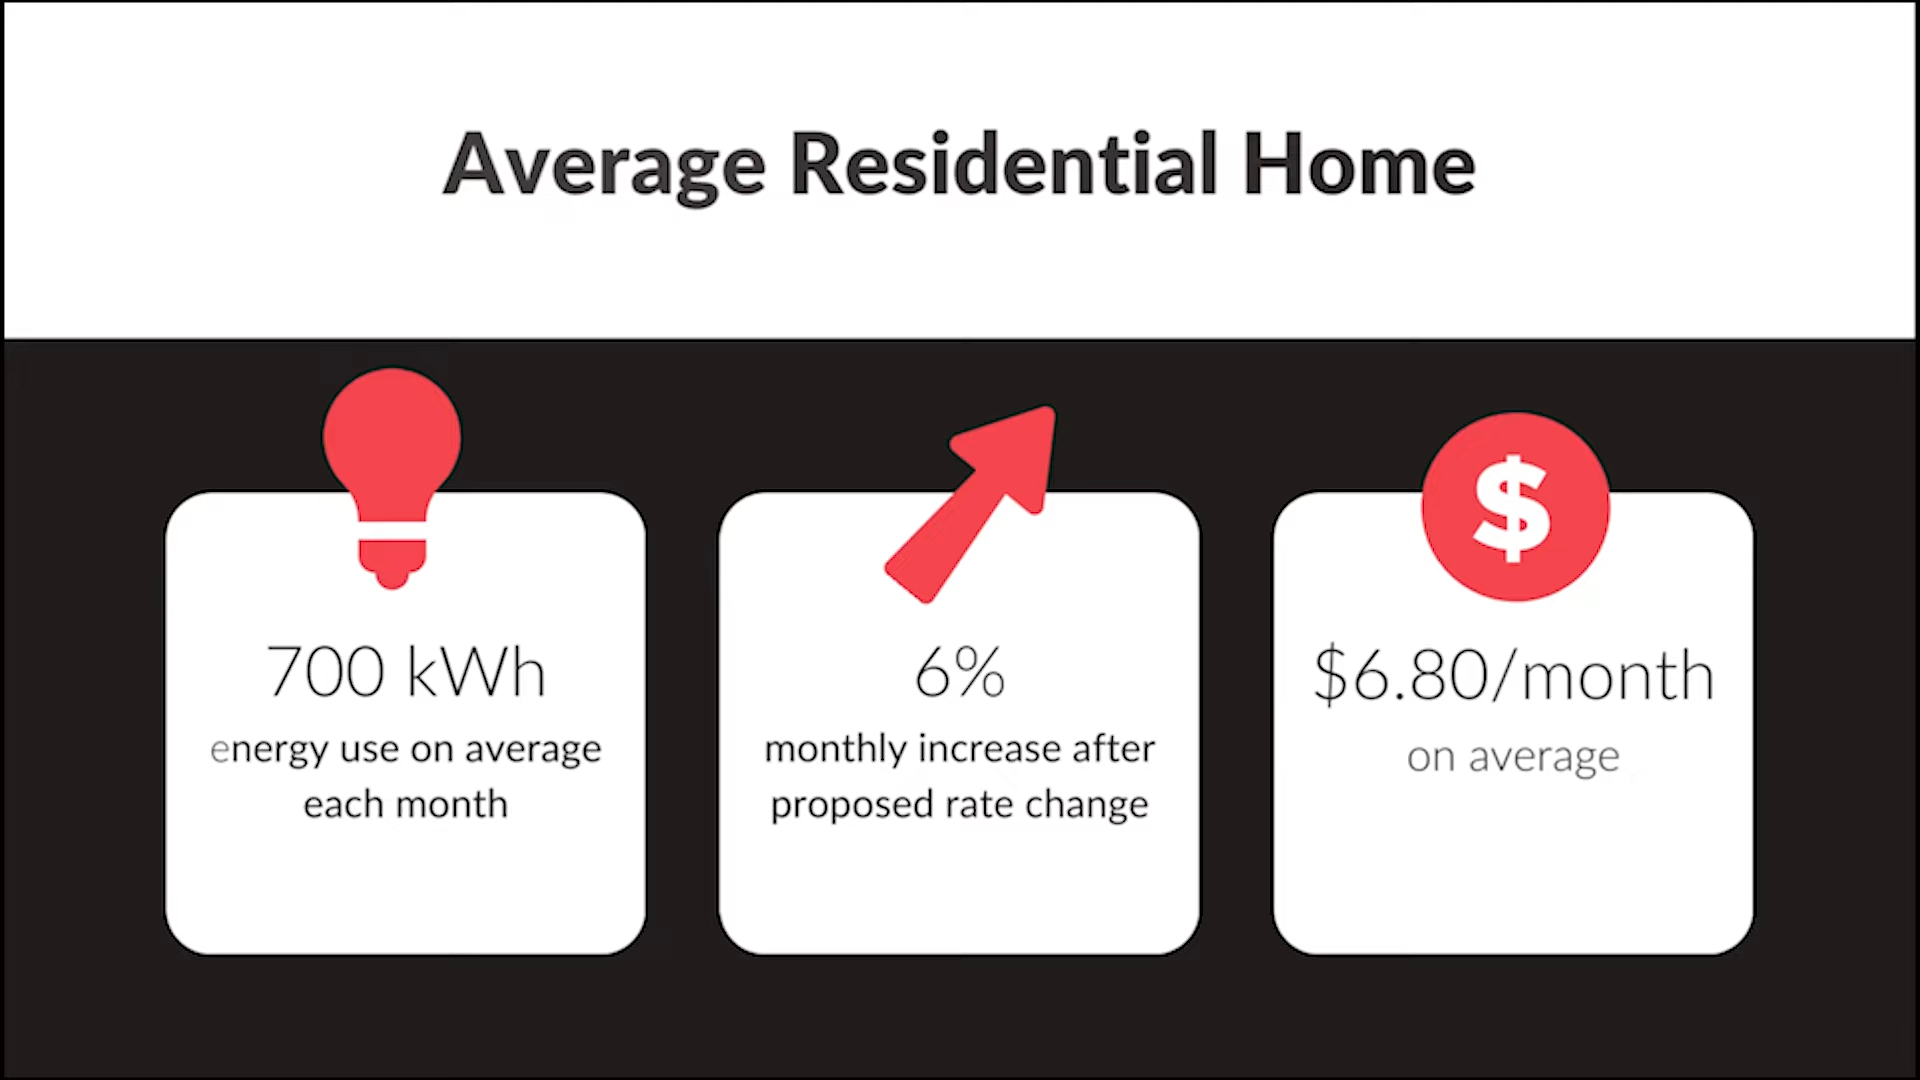 Average Residential Home
$
700 kWh
energy use on average
each month
6%
monthly increase after
proposed rate change
$6.80/month
on average